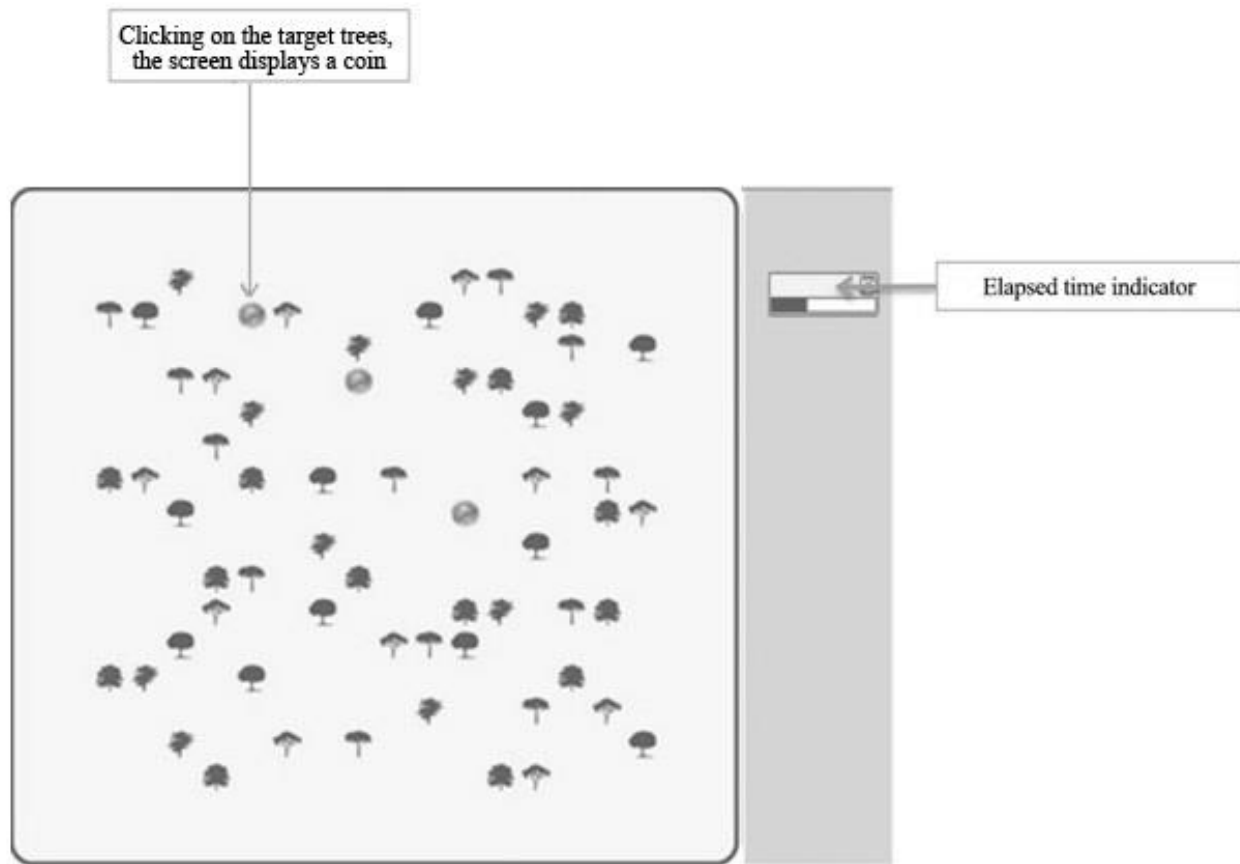 Clicking on the target trees,
the screen displays a coin
Elapsed time indicator